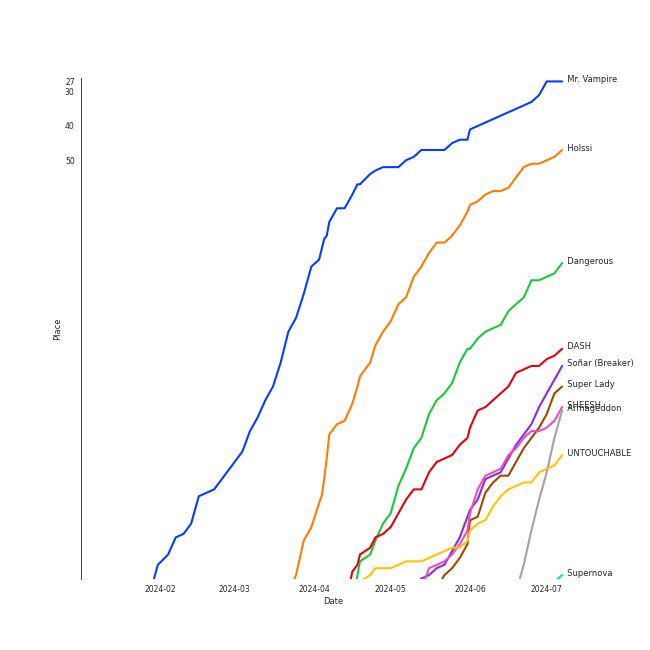 27
30
40
50
Place
Mr. Vampire
Holssi
Dangerous
DASH
Soñar (Breaker)
Super Lady
SHEESH
Armageddon
UNTOUCHABLE
Supernova
2024-02 2024-03 2024-04 2024-05 2024-06 2024-07
Date